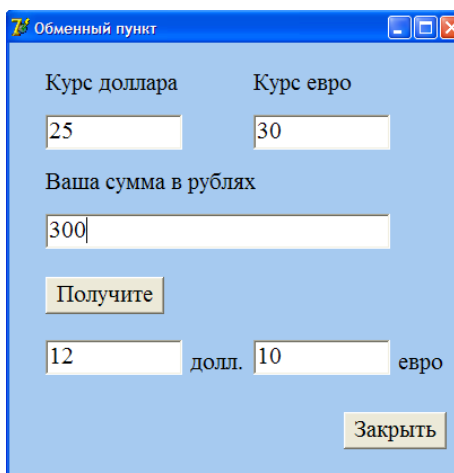 Обменный пункт
Курс доллара Курс евро
25 30
Ваша сумма в рублях
300
Получите
12 долл. 10 евро
Закрыть